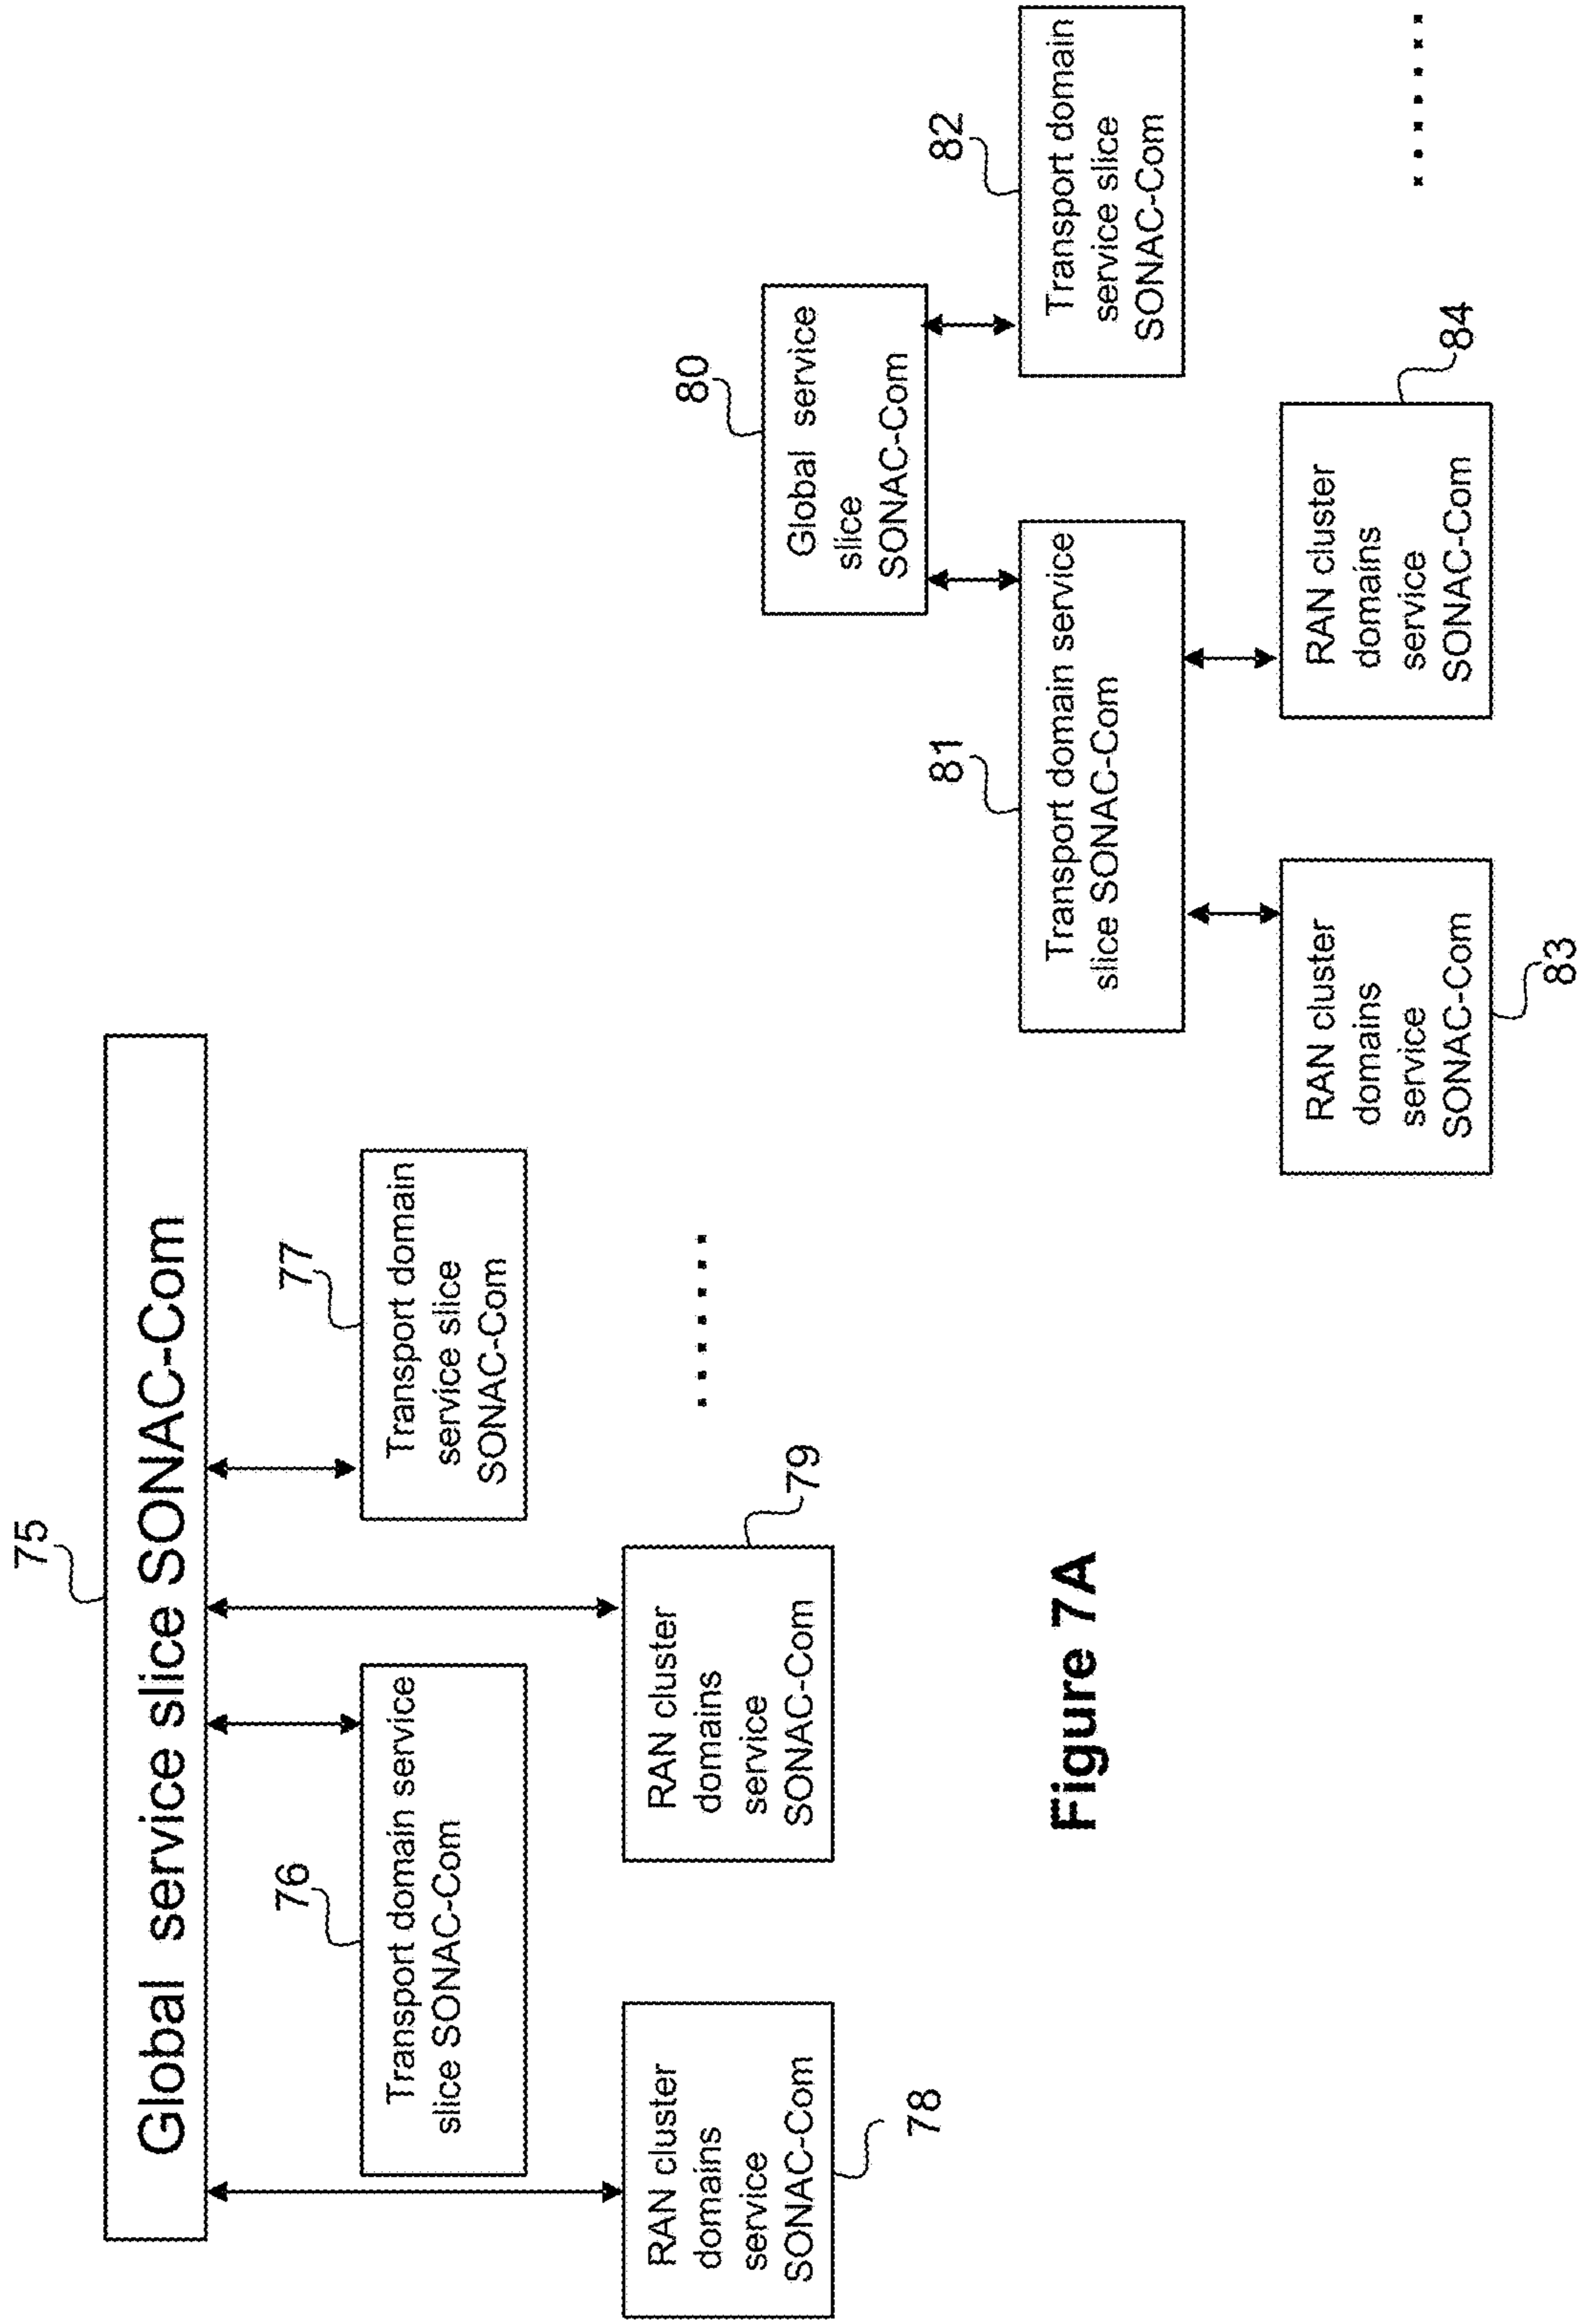 75
Global service slice SONAC-Com
76
Transport domain service
slice SONAC-Com
77
Transport domain
service slice
SONAC-Com
RAN cluster
domains
service
SONAC-Com
78
RAN cluster
domains
service
SONAC-Com
79
Figure 7A
80
Global service
slice
SONAC-Com
81
Transport domain service
slice SONAC-Com
82
Transport domain
service slice
SONAC-Com
RAN cluster
domains
service
SONAC-Com
83
RAN cluster
domains
service
SONAC-Com
84